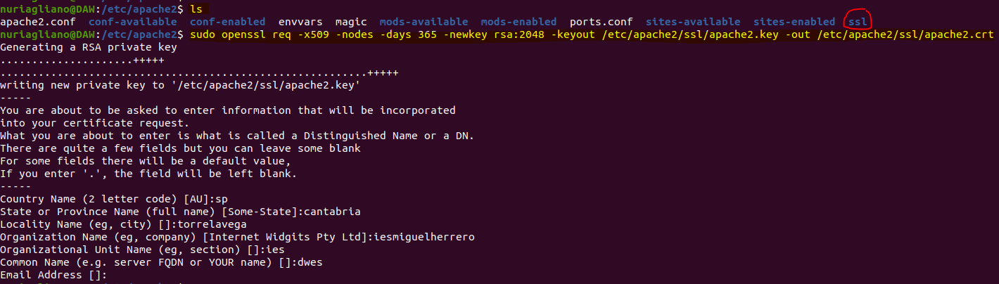 nuriagliano@DAW:/etc/apache2$ ls
apache2.conf conf-available conf-enabled envvars magic mods-available mods-enabled ports.conf sites-available sites-enabled ssl
nuriagliano@DAW:/etc/apache2$ sudo openssl req -x509 -nodes -days 365 -newkey rsa:2048 -keyout /etc/apache2/ssl/apache2.key -out /etc/apache2/ssl/apache2.crt
Generating a RSA private key
.....................+++++
..........................................................+++++
writing new private key to '/etc/apache2/ssl/apache2.key'
-----
You are about to be asked to enter information that will be incorporated
into your certificate request.
What you are about to enter is what is called a Distinguished Name or a DN.
There are quite a few fields but you can leave some blank
For some fields there will be a default value,
If you enter '.', the field will be left blank.
-----
Country Name (2 letter code) [AU]:sp
State or Province Name (full name) [Some-State]:cantabria
Locality Name (eg, city) []:torrelavega
Organization Name (eg, company) [Internet Widgits Pty Ltd]:iesmiguelherrero
Organizational Unit Name (eg, section) []:ies
Common Name (e.g. server FQDN or YOUR name) []:dwes
Email Address []: